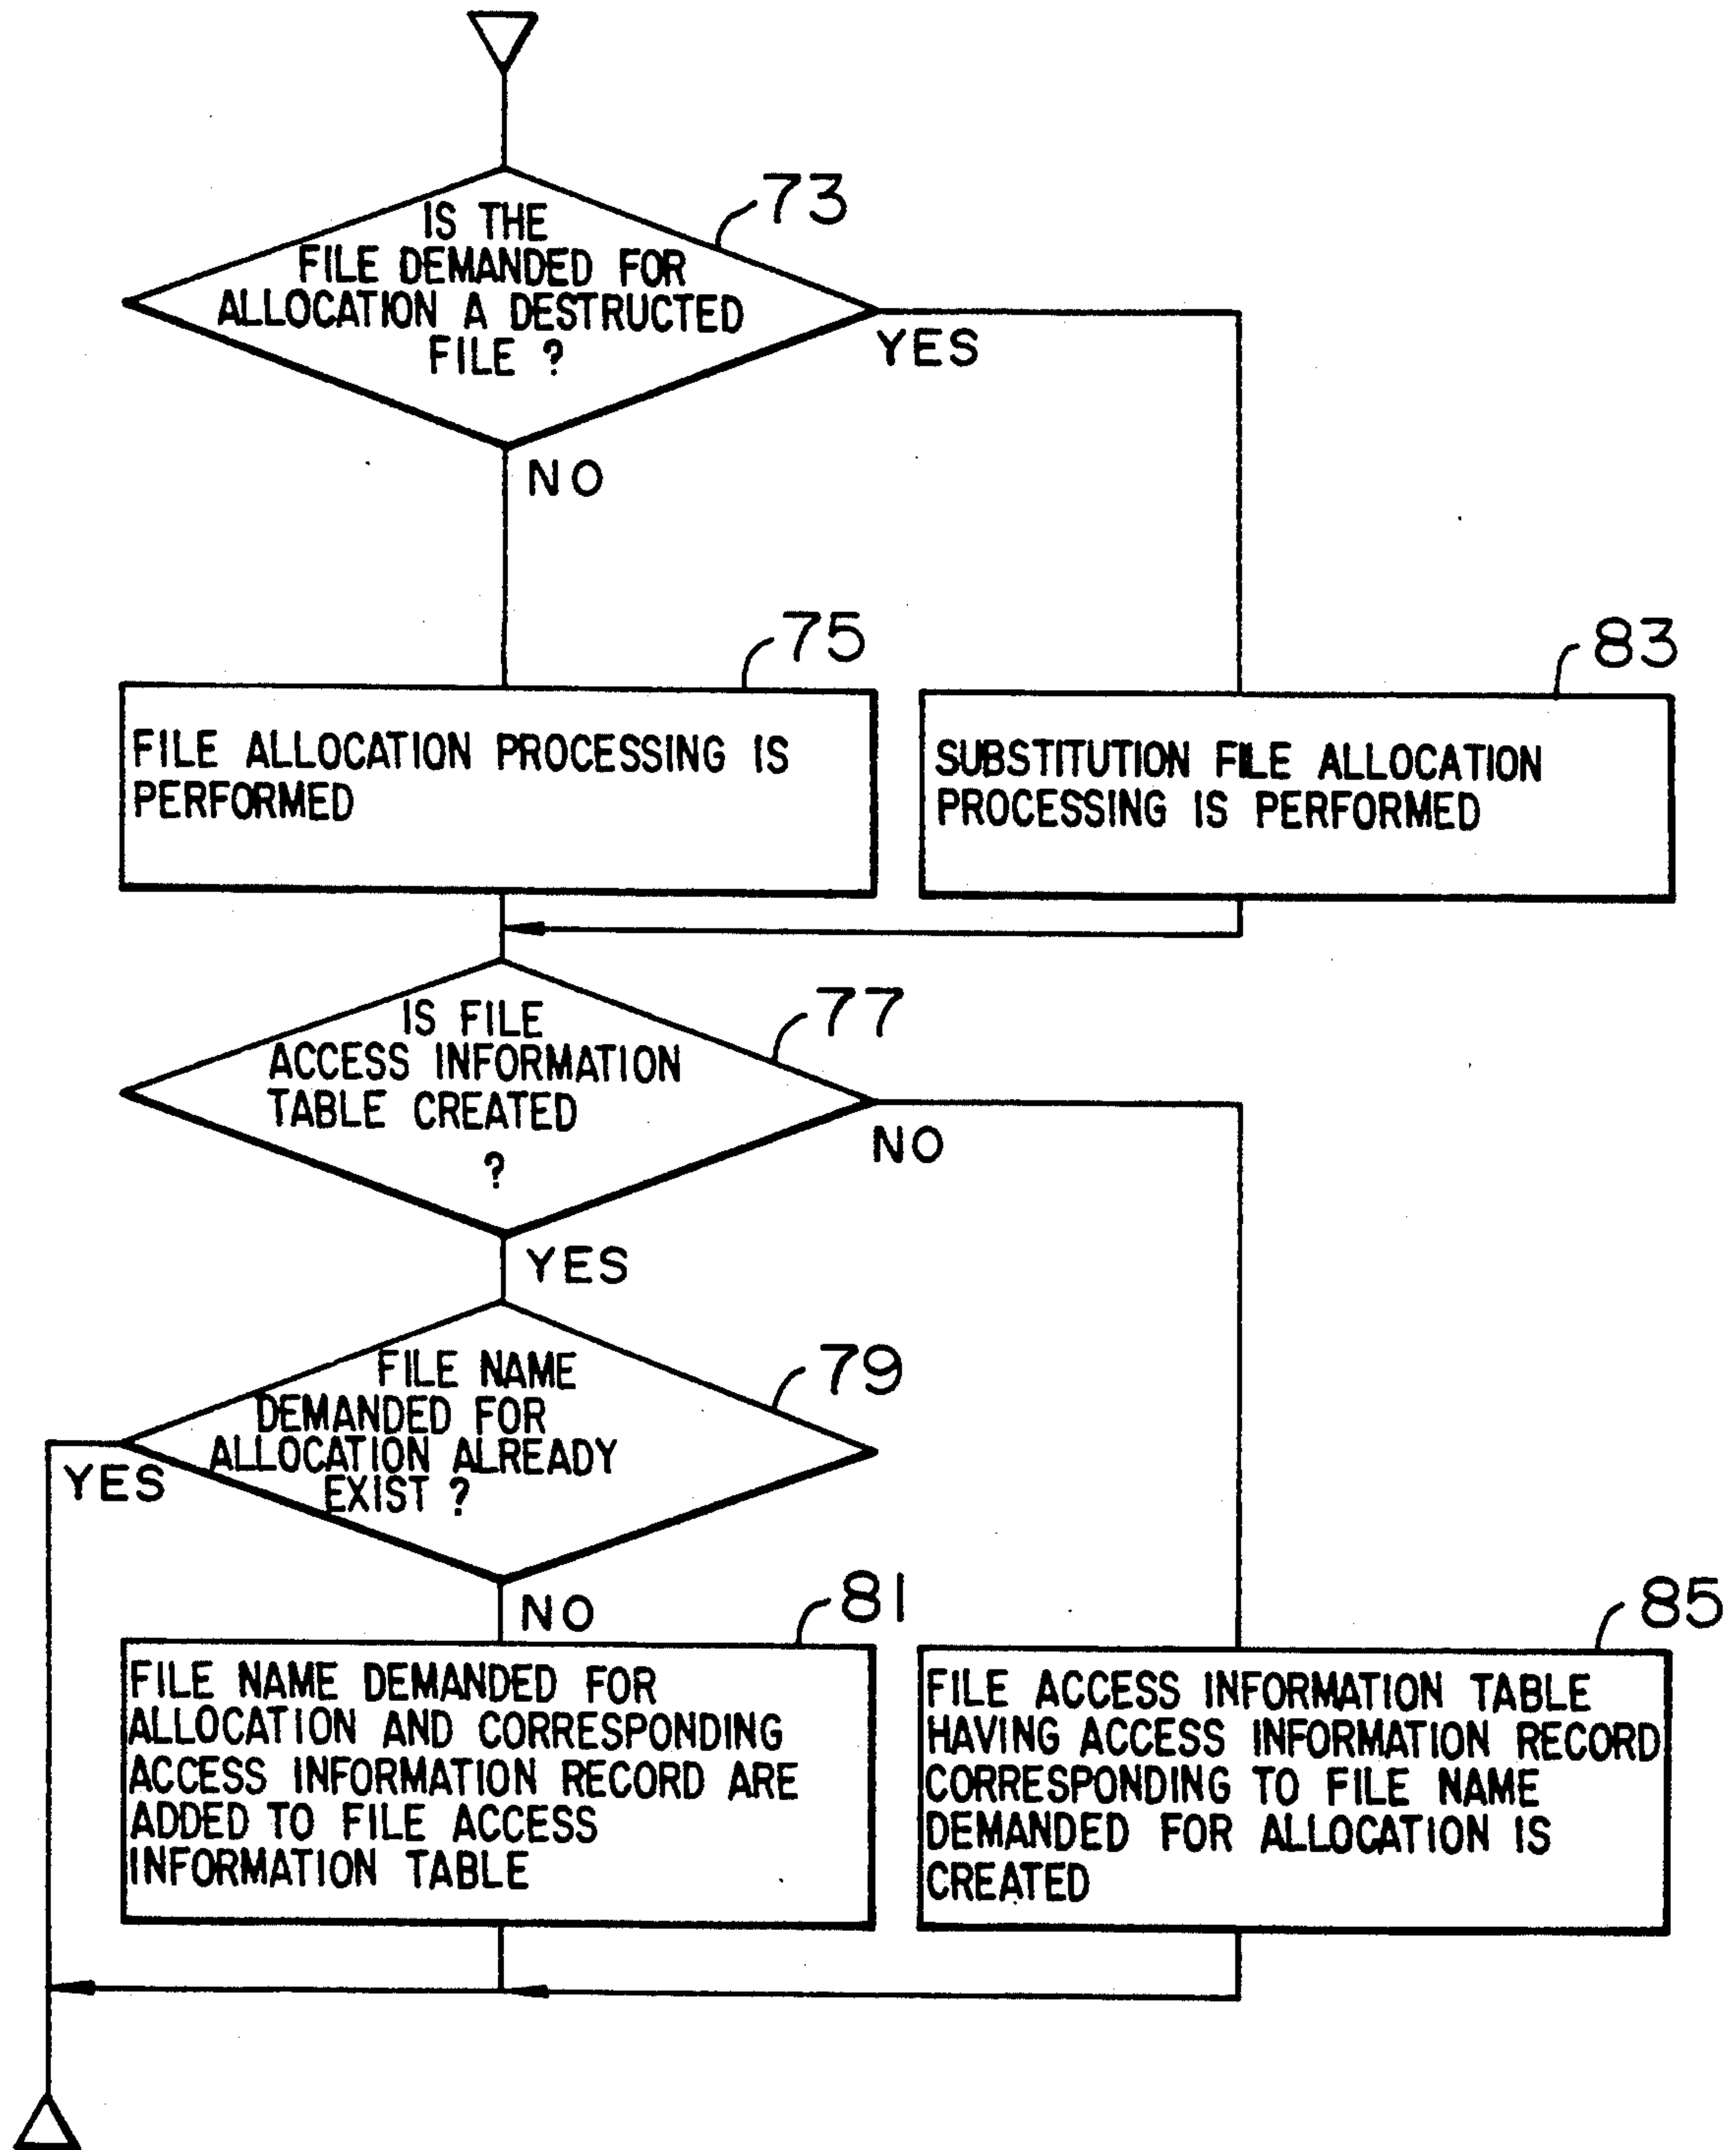 73
IS THE
FILE DEMANDED FOR
ALLOCATION A DESTRUCTED
FILE ?
YES
NO
75
FILE ALLOCATION PROCESSING IS
PERFORMED
83
SUBSTITUTION FILE ALLOCATION
PROCESSING IS PERFORMED
77
IS FILE
ACCESS INFORMATION
TABLE CREATED
?
NO
YES
79
FILE NAME
DEMANDED FOR
ALLOCATION ALREADY
EXIST ?
YES
NO
81
FILE NAME DEMANDED FOR
ALLOCATION AND CORRESPONDING
ACCESS INFORMATION RECORD ARE
ADDED TO FILE ACCESS
INFORMATION TABLE
85
FILE ACCESS INFORMATION TABLE
HAVING ACCESS INFORMATION RECORD
CORRESPONDING TO FILE NAME
DEMANDED FOR ALLOCATION IS
CREATED